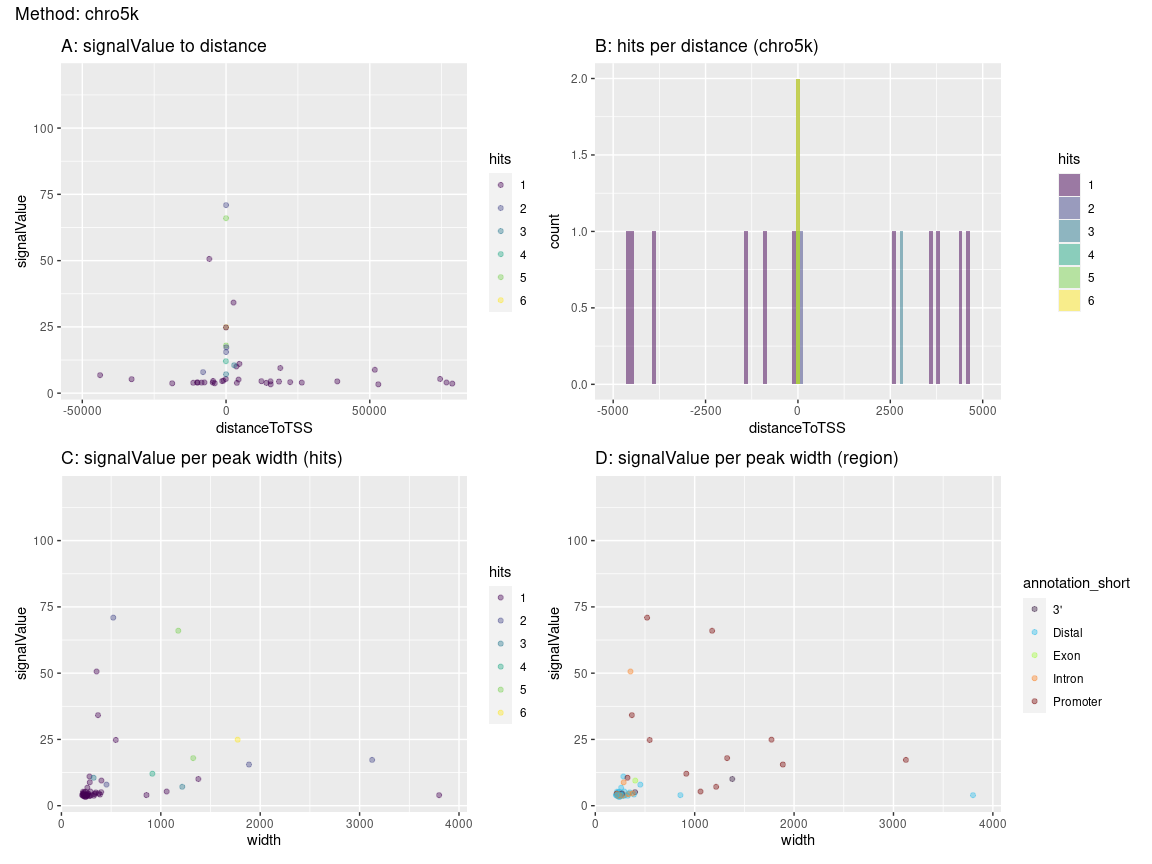 Method: chro5k
A: signalValue to distance
100
75
50
25
0
signalValue
-50000
0
50000
distanceToTSS
hits
1
2
3
4
5
6
B: hits per distance (chro5k)
2.0
1.5
1.0
0.5
0.0
count
-5000
-2500
0
2500
5000
distanceToTSS
hits
1
2
3
4
5
6
C: signalValue per peak width (hits)
100
75
50
25
0
signalValue
0
1000
2000
3000
4000
width
hits
1
2
3
4
5
6
D: signalValue per peak width (region)
100
75
50
25
0
signalValue
0
1000
2000
3000
4000
width
annotation_short
3'
Distal
Exon
Intron
Promoter